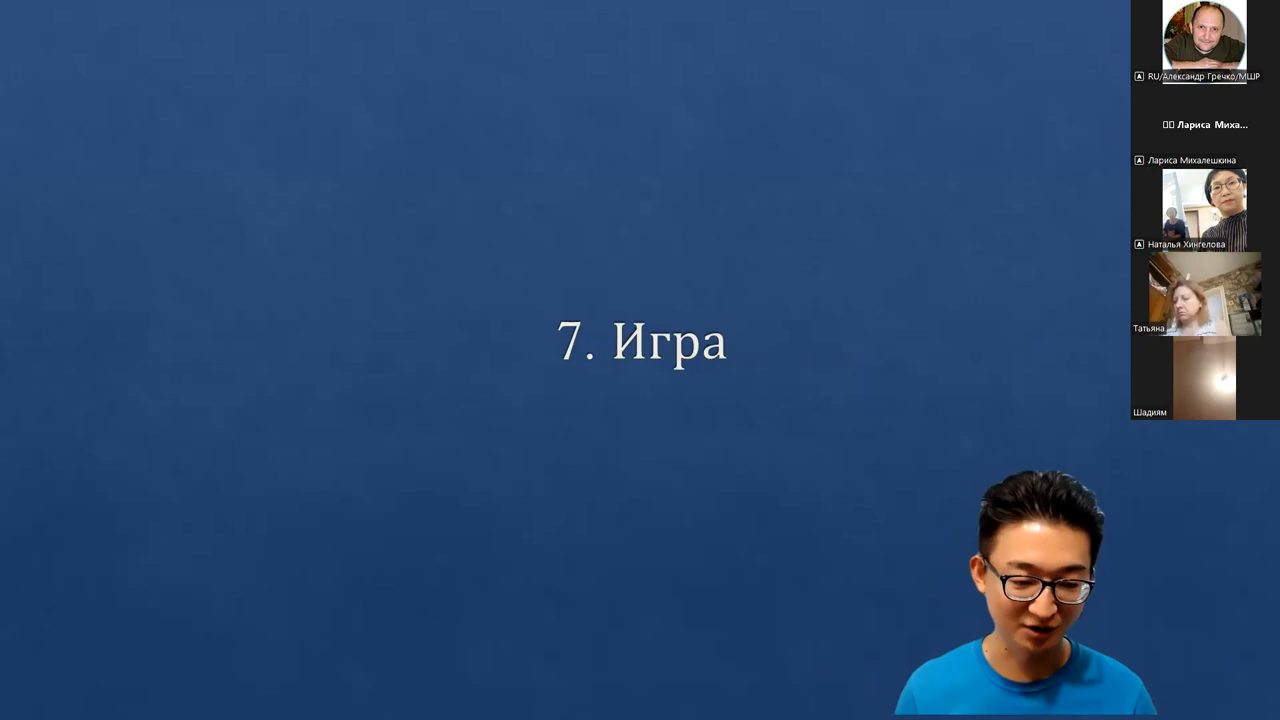 7. Игра
RU/Александр Гречко/МШР
Лариса Миха...
Лариса Михалешкина
Наталья Хингелова
Татьяна
Шадиям